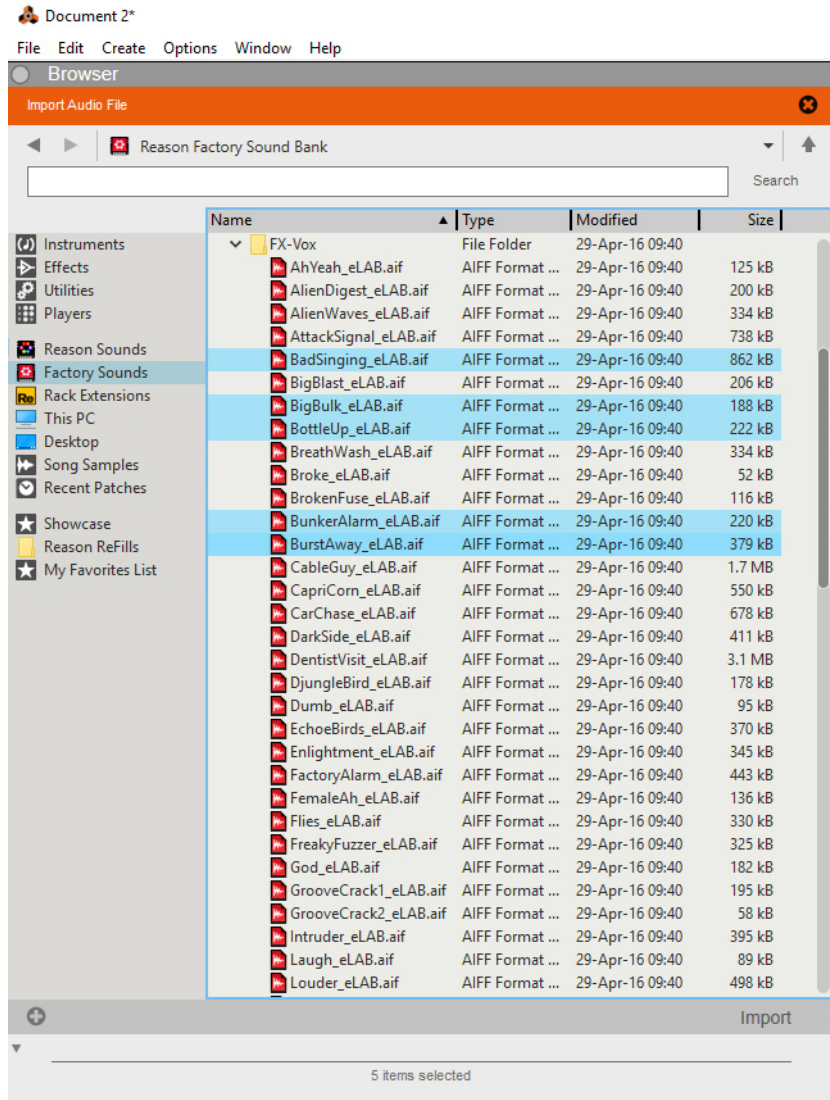 Document 2*
File Edit Create Options Window Help
Browser
Import Audio File
Reason Factory Sound Bank
Search
Name Type Modified Size
Instruments
Effects
Utilities
Players
Reason Sounds
Factory Sounds
Re Rack Extensions
This PC
Desktop
Song Samples
Recent Patches
Showcase
Reason ReFills
My Favorites List
FX-Vox File Folder 29-Apr-16 09:40
AhYeah_eLAB.aif AIFF Format ... 29-Apr-16 09:40 125 kB
AlienDigest_eLAB.aif AIFF Format ... 29-Apr-16 09:40 200 kB
AlienWaves_eLAB.aif AIFF Format ... 29-Apr-16 09:40 334 kB
AttackSignal_eLAB.aif AIFF Format ... 29-Apr-16 09:40 738 kB
BadSinging_eLAB.aif AIFF Format ... 29-Apr-16 09:40 862 kB
BigBlast_eLAB.aif AIFF Format ... 29-Apr-16 09:40 206 kB
BigBulk_eLAB.aif AIFF Format ... 29-Apr-16 09:40 188 kB
BottleUp_eLAB.aif AIFF Format ... 29-Apr-16 09:40 222 kB
BreathWash_eLAB.aif AIFF Format ... 29-Apr-16 09:40 334 kB
Broke_eLAB.aif AIFF Format ... 29-Apr-16 09:40 52 kB
BrokenFuse_eLAB.aif AIFF Format ... 29-Apr-16 09:40 116 kB
BunkerAlarm_eLAB.aif AIFF Format ... 29-Apr-16 09:40 220 kB
BurstAway_eLAB.aif AIFF Format ... 29-Apr-16 09:40 379 kB
CableGuy_eLAB.aif AIFF Format ... 29-Apr-16 09:40 1.7 MB
CapriCorn_eLAB.aif AIFF Format ... 29-Apr-16 09:40 550 kB
CarChase_eLAB.aif AIFF Format ... 29-Apr-16 09:40 678 kB
DarkSide_eLAB.aif AIFF Format ... 29-Apr-16 09:40 411 kB
DentistVisit_eLAB.aif AIFF Format ... 29-Apr-16 09:40 3.1 MB
DjungleBird_eLAB.aif AIFF Format ... 29-Apr-16 09:40 178 kB
Dumb_eLAB.aif AIFF Format ... 29-Apr-16 09:40 95 kB
EchoeBirds_eLAB.aif AIFF Format ... 29-Apr-16 09:40 370 kB
Enlightment_eLAB.aif AIFF Format ... 29-Apr-16 09:40 345 kB
FactoryAlarm_eLAB.aif AIFF Format ... 29-Apr-16 09:40 443 kB
FemaleAh_eLAB.aif AIFF Format ... 29-Apr-16 09:40 136 kB
Flies_eLAB.aif AIFF Format ... 29-Apr-16 09:40 330 kB
FreakyFuzzer_eLAB.aif AIFF Format ... 29-Apr-16 09:40 325 kB
God_eLAB.aif AIFF Format ... 29-Apr-16 09:40 182 kB
GrooveCrack1_eLAB.aif AIFF Format ... 29-Apr-16 09:40 195 kB
GrooveCrack2_eLAB.aif AIFF Format ... 29-Apr-16 09:40 58 kB
Intruder_eLAB.aif AIFF Format ... 29-Apr-16 09:40 395 kB
Laugh_eLAB.aif AIFF Format ... 29-Apr-16 09:40 89 kB
Louder_eLAB.aif AIFF Format ... 29-Apr-16 09:40 498 kB
Import
5 items selected